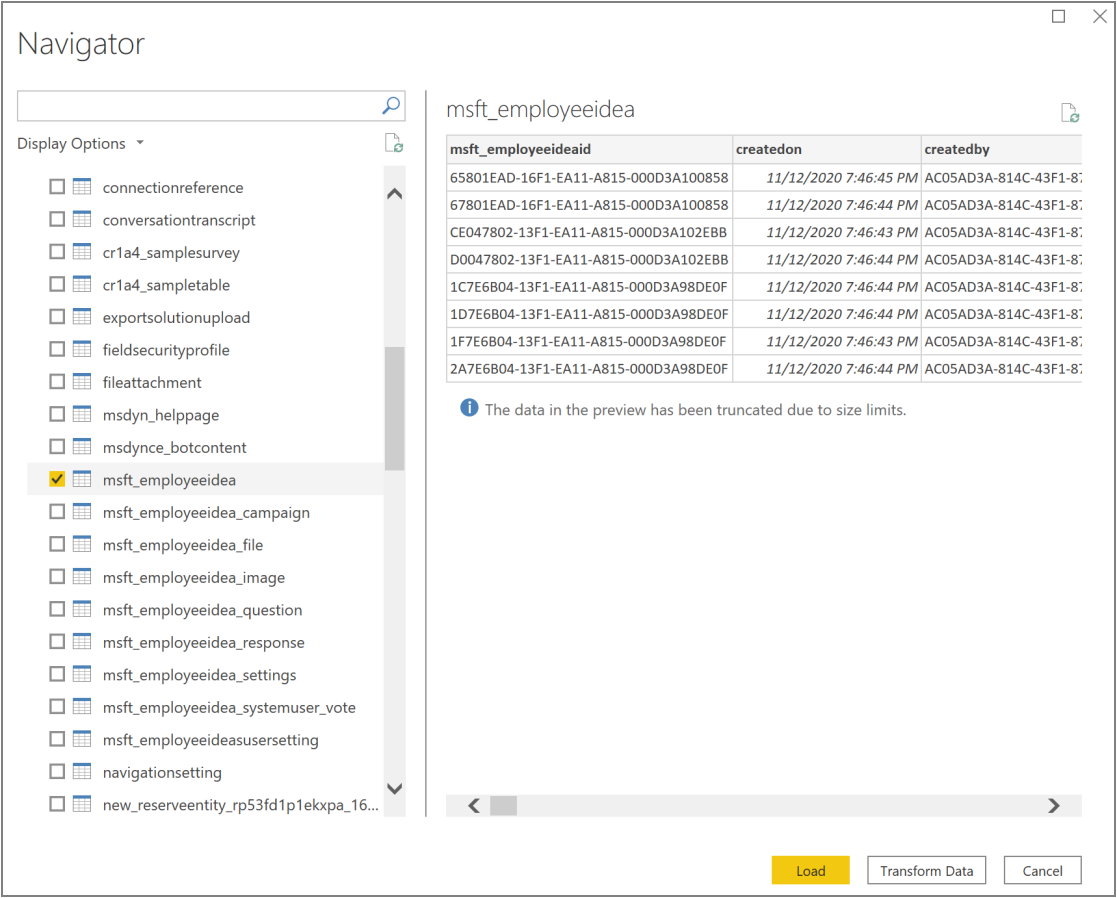 Navigator
Display Options
connectionreference
conversationtranscript
cr1a4_samplesurvey
cr1a4_sampletable
exportsolutionupload
fieldsecurityprofile
fileattachment
msdyn_helppage
msdynce_botcontent
msft_employeeidea
msft_employeeidea_campaign
msft_employeeidea_file
msft_employeeidea_image
msft_employeeidea_question
msft_employeeidea_response
msft_employeeidea_settings
msft_employeeidea_systemuser_vote
msft_employeeideasusersetting
navigationsetting
new_reserveentity_rp53fd1p1ekxpa_16...
msft_employeeidea
msft_employeeideaid createdon createdby
65801EAD-16F1-EA11-A815-000D3A100858 11/12/2020 7:46:45 PM AC05AD3A-814C-43F1-87
67801EAD-16F1-EA11-A815-000D3A100858 11/12/2020 7:46:44 PM AC05AD3A-814C-43F1-87
CE047802-13F1-EA11-A815-000D3A102EBB 11/12/2020 7:46:43 PM AC05AD3A-814C-43F1-87
D0047802-13F1-EA11-A815-000D3A102EBB 11/12/2020 7:46:44 PM AC05AD3A-814C-43F1-87
1C7E6B04-13F1-EA11-A815-000D3A98DE0F 11/12/2020 7:46:44 PM AC05AD3A-814C-43F1-87
1D7E6B04-13F1-EA11-A815-000D3A98DE0F 11/12/2020 7:46:44 PM AC05AD3A-814C-43F1-87
1F7E6B04-13F1-EA11-A815-000D3A98DE0F 11/12/2020 7:46:43 PM AC05AD3A-814C-43F1-87
2A7E6B04-13F1-EA11-A815-000D3A98DE0F 11/12/2020 7:46:44 PM AC05AD3A-814C-43F1-87
The data in the preview has been truncated due to size limits.
Load Transform Data Cancel